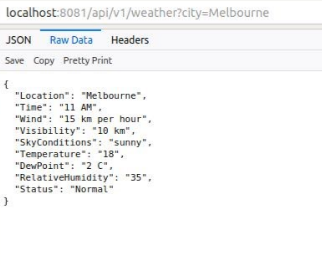 localhost:8081/api/v1/weather?city=Melbourne
JSON Raw Data Headers
Save Copy Pretty Print
{
"Location": "Melbourne",
"Time": "11 AM",
"Wind": "15 km per hour",
"Visibility": "10 km",
"SkyConditions": "sunny",
"Temperature": "18",
"DewPoint": "2 C",
"RelativeHumidity": "35",
"Status": "Normal"
}